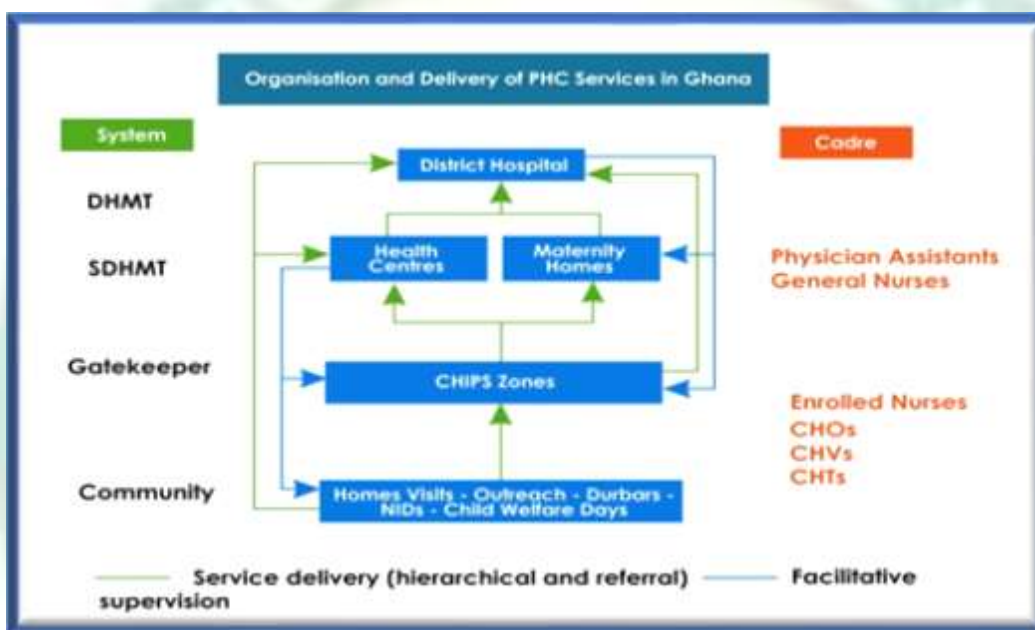 Organisation and Delivery of PHC Services in Ghana
System
Cadre
District Hospital
DHMT
Health
Centres
Maternity
Homes
SDHMT
Physician Assistants
General Nurses
Gatekeeper
CHIPS Zones
Enrolled Nurses
CHOs
CHVs
CHTs
Community
Homes Visits - Outreach - Durbars -
NIDs - Child Welfare Days
Service delivery (hierarchical and referral)
Facilitative
supervision